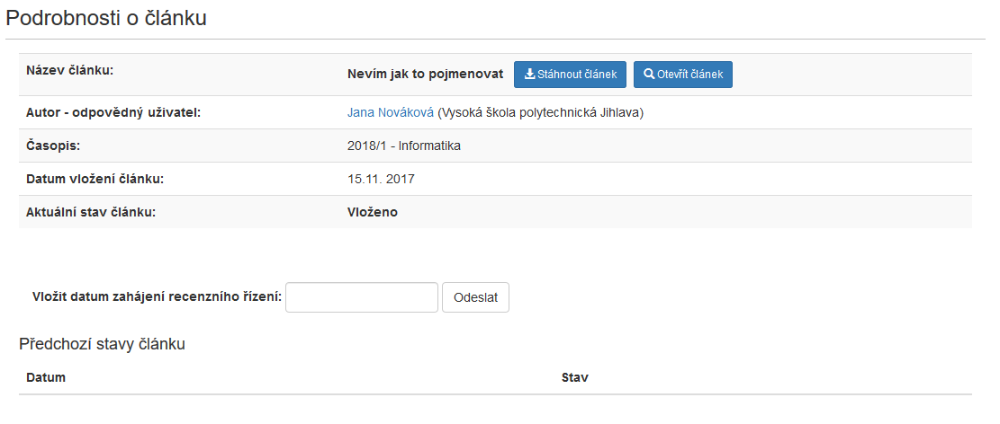 Podrobnosti o článku
Název článku: Nevím jak to pojmenovat Stáhnout článek Otevřít článek
Autor - odpovědný uživatel: Jana Nováková (Vysoká škola polytechnická Jihlava)
Časopis: 2018/1 - Informatika
Datum vložení článku: 15.11. 2017
Aktuální stav článku: Vloženo
Vložit datum zahájení recenzního řízení: Odeslat
Předchozí stavy článku
Datum Stav